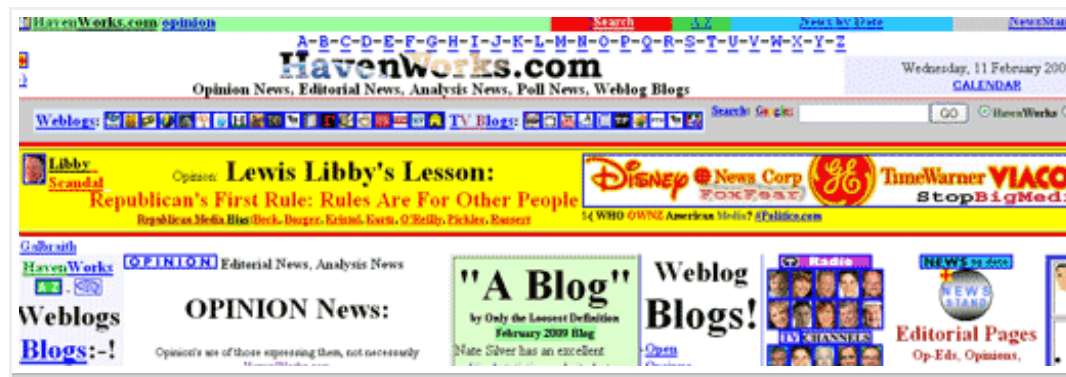 HavenWorks.com opinion Search A-Z News by Date NewsStan
A-B-C-D-E-F-G-H-I-J-K-L-M-N-O-P-Q-R-S-T-U-V-W-X-Y-Z
HavenWorks.com
Opinion News, Editorial News, Analysis News, Poll News, Weblog Blogs
Wednesday, 11 February 200
CALENDAR
Weblogs: TV Blogs: Search: Google: GO HavenWorks
Libby
Scandal
Opinion: Lewis Libby's Lesson:
Republican's First Rule: Rules Are For Other People
Republican Media Bias (Beck, Burger, Kristol, Kurtz, O'Reilly, Pickler, Russert
DISNEY News Corp GE TimeWarner VIACO
FoxFear StopBigMedi
:-( WHO OWNZ American Media? #Politics.com
Galbraith
HavenWorks
A-Z
Weblogs
Blogs:-!
OPINION Editorial News, Analysis News
OPINION News:
Opinion's are of those expressing them, not necessarily
HavenWorks.com
"A Blog"
by Only the Loosest Definition
February 2009 Blog
Nate Silver has an excellent
Weblog
Blogs!
Open
Radio
TV CHANNELS
NEWS to date
NEWS
STAND
Editorial Pages
Op-Eds, Opinions,